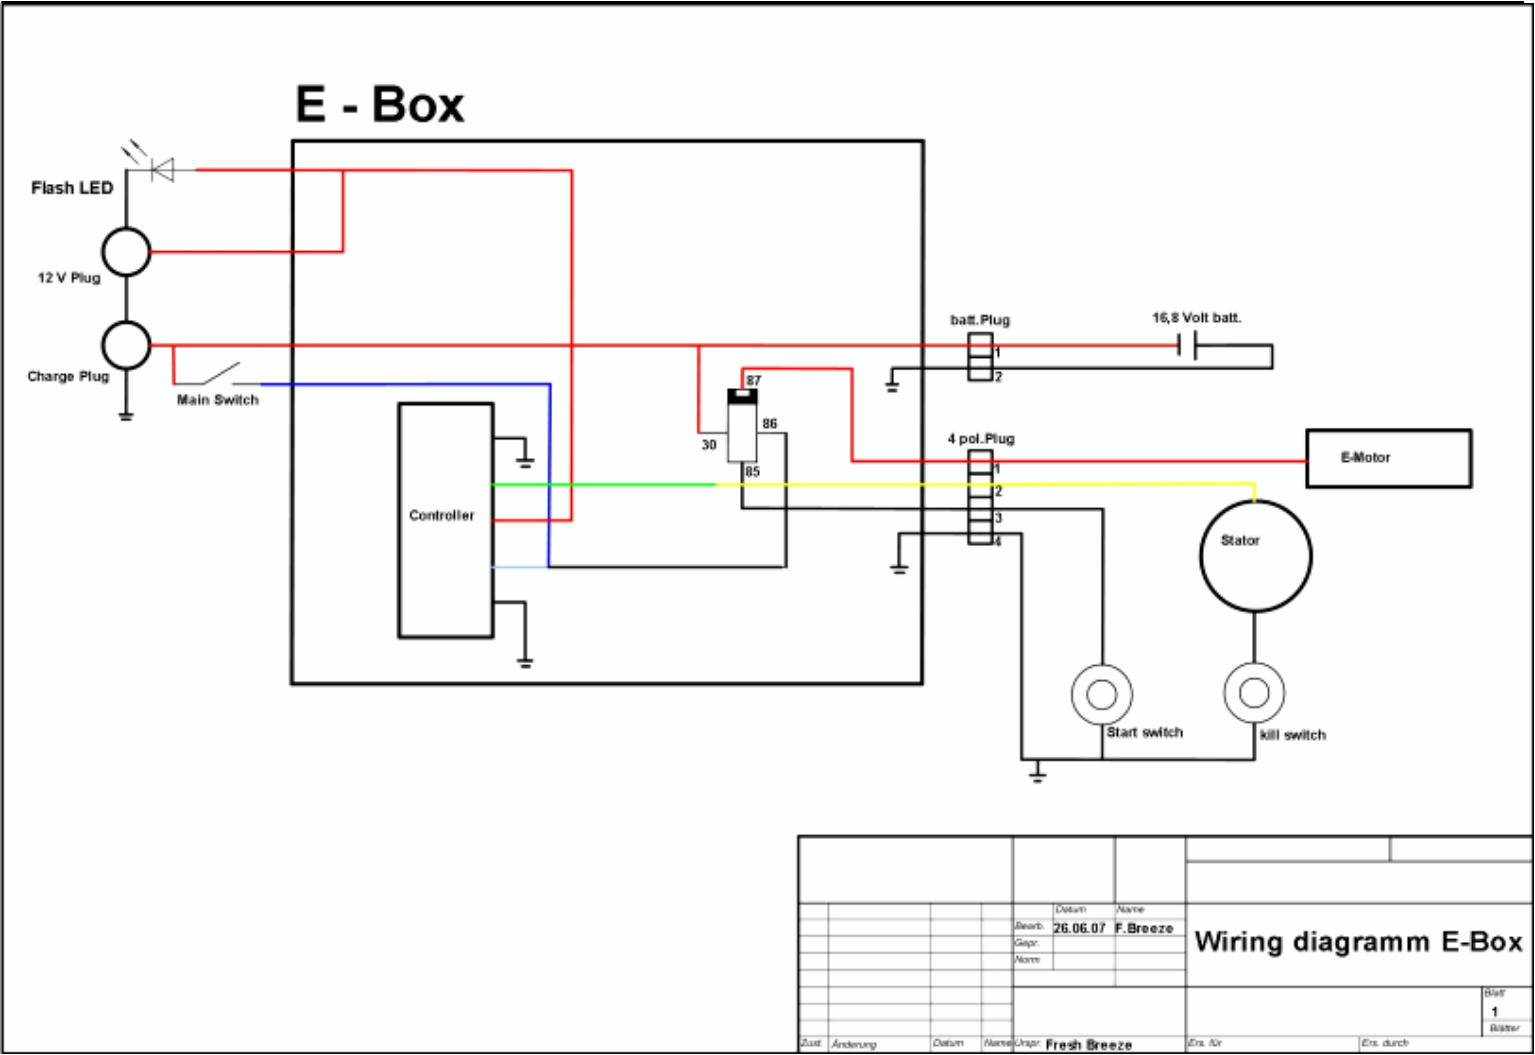 E - Box
Flash LED
12 V Plug
Charge Plug
Main Switch
Controller
87
86
30
85
batt.Plug
1
2
16,8 Volt batt.
4 pol.Plug
1
2
3
4
E-Motor
Stator
Start switch
kill switch
Datum Name
Bearb. 26.06.07 F.Breeze
Gepr.
Norm
Wiring diagramm E-Box
Blatt
1
Blätter
Zust. Änderung Datum Name Urspr. Fresh Breeze Ers. für Ers. durch